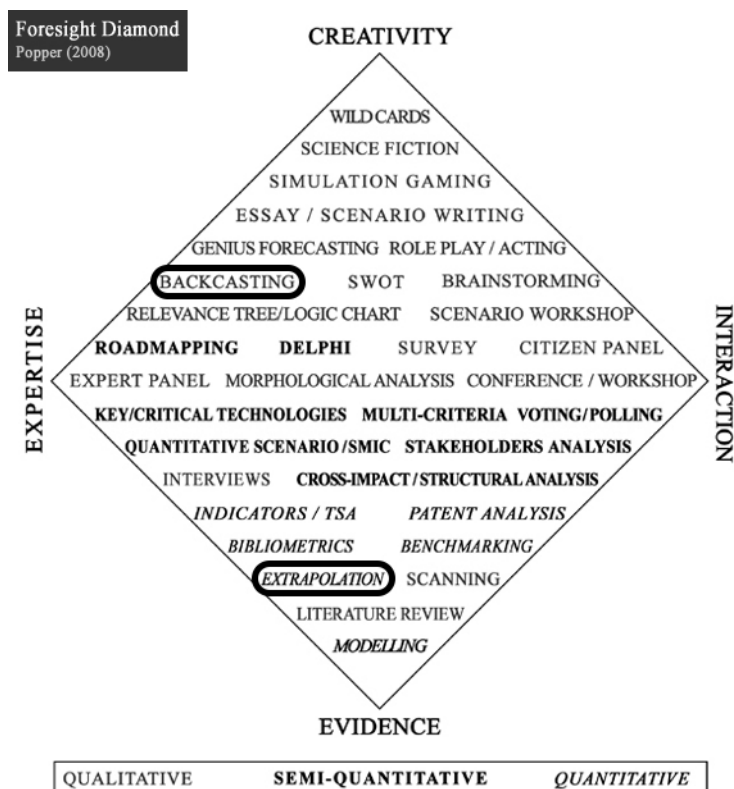 Foresight Diamond
Popper (2008)
CREATIVITY
WILD CARDS
SCIENCE FICTION
SIMULATION GAMING
ESSAY / SCENARIO WRITING
GENIUS FORECASTING ROLE PLAY / ACTING
BACKCASTING SWOT BRAINSTORMING
RELEVANCE TREE/LOGIC CHART SCENARIO WORKSHOP
ROADMAPPING DELPHI SURVEY CITIZEN PANEL
EXPERTISE
EXPERT PANEL MORPHOLOGICAL ANALYSIS CONFERENCE / WORKSHOP
INTERACTION
KEY/CRITICAL TECHNOLOGIES MULTI-CRITERIA VOTING/POLLING
QUANTITATIVE SCENARIO/SMIC STAKEHOLDERS ANALYSIS
INTERVIEWS CROSS-IMPACT / STRUCTURAL ANALYSIS
INDICATORS / TSA PATENT ANALYSIS
BIBLIOMETRICS BENCHMARKING
EXTRAPOLATION SCANNING
LITERATURE REVIEW
MODELLING
EVIDENCE
QUALITATIVE SEMI-QUANTITATIVE QUANTITATIVE